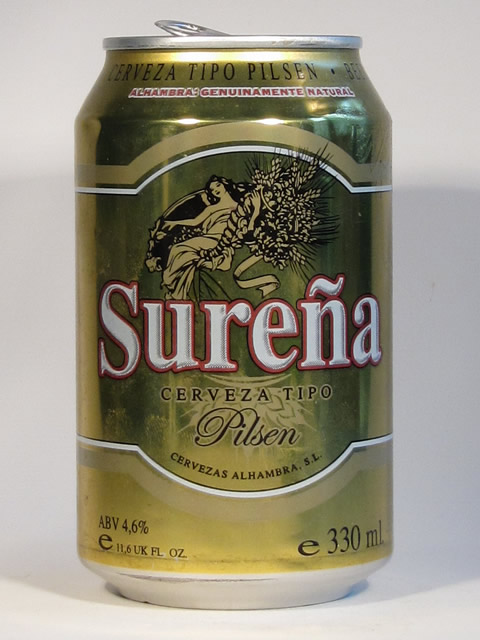 CERVEZA TIPO PILSEN •
ALHAMBRA: GENUINAMENTE NATURAL
Sureña
CERVEZA TIPO
Pilsen
CERVEZAS ALHAMBRA, S.L.
ABV 4,6%
e 11,6 UK FL OZ
e 330 ml.